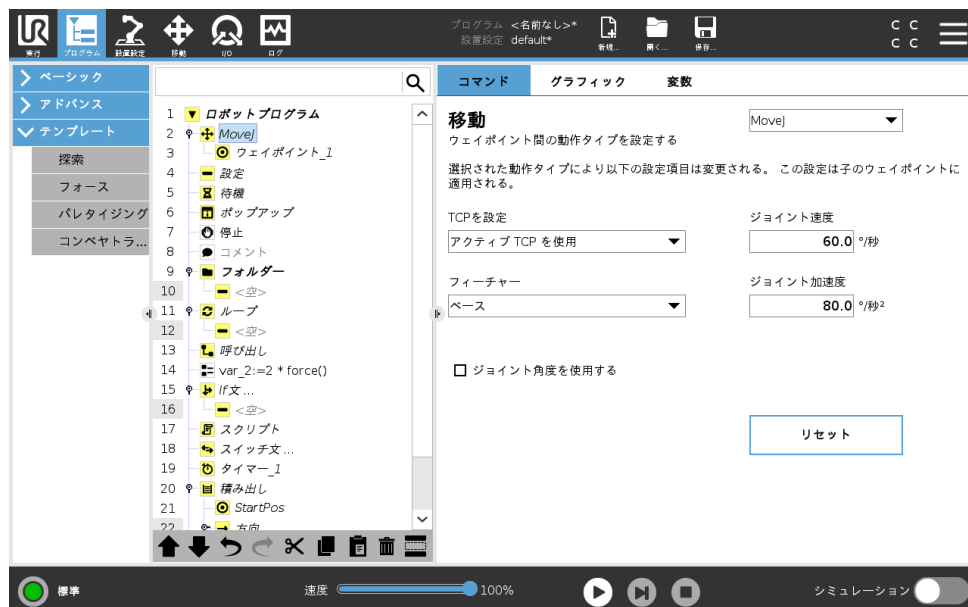 プログラム <名前なし>*
設置設定 default*
実行 プログラム 設置設定 移動 I/O ログ 新規... 開く... 保存...
C C
C C
ベーシック
アドバンス
テンプレート
探索
フォース
パレタイジング
コンベヤトラ...
1 ロボットプログラム
2 MoveJ
3 ウェイポイント_1
4 設定
5 待機
6 ポップアップ
7 停止
8 コメント
9 フォルダー
10 <空>
11 ループ
12 <空>
13 呼び出し
14 var_2:=2 * force()
15 If文 ...
16 <空>
17 スクリプト
18 スイッチ文 ...
19 タイマー_1
20 積み出し
21 StartPos
22 方向
コマンド グラフィック 変数
移動
MoveJ
ウェイポイント間の動作タイプを設定する
選択された動作タイプにより以下の設定項目は変更される。 この設定は子のウェイポイントに
適用される。
TCPを設定 ジョイント速度
アクティブ TCP を使用 60.0 °/秒
フィーチャー ジョイント加速度
ベース 80.0 °/秒²
ジョイント角度を使用する
リセット
標準 速度 100% シミュレーション